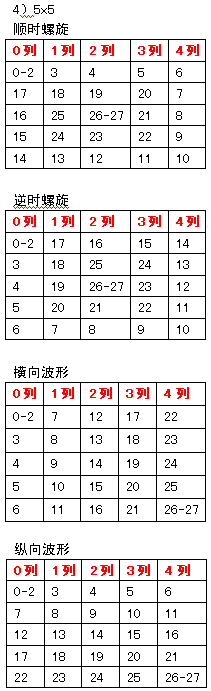 4）5×5
顺时螺旋
0列 1列 2列 3列 4列
0-2 3 4 5 6
17 18 19 20 7
16 25 26-27 21 8
15 24 23 22 9
14 13 12 11 10
逆时螺旋
0列 1列 2列 3列 4列
0-2 17 16 15 14
3 18 25 24 13
4 19 26-27 23 12
5 20 21 22 11
6 7 8 9 10
横向波形
0列 1列 2列 3列 4列
0-2 7 12 17 22
3 8 13 18 23
4 9 14 19 24
5 10 15 20 25
6 11 16 21 26-27
纵向波形
0列 1列 2列 3列 4列
0-2 3 4 5 6
7 8 9 10 11
12 13 14 15 16
17 18 19 20 21
22 23 24 25 26-27